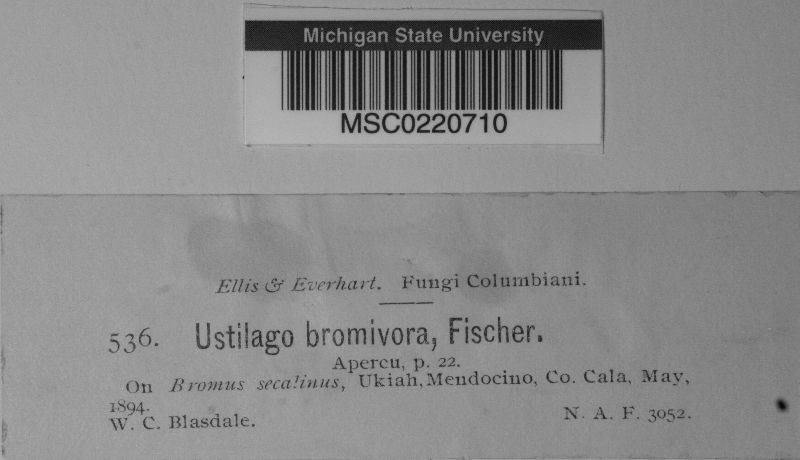 Michigan State University
MSC0220710
Ellis & Everhart. Fungi Columbiani.
536. Ustilago bromivora, Fischer.
Apercu, p. 22.
On Bromus secalinus, Ukiah, Mendocino, Co. Cala, May,
1894.
W. C. Blasdale. N. A. F. 3052.